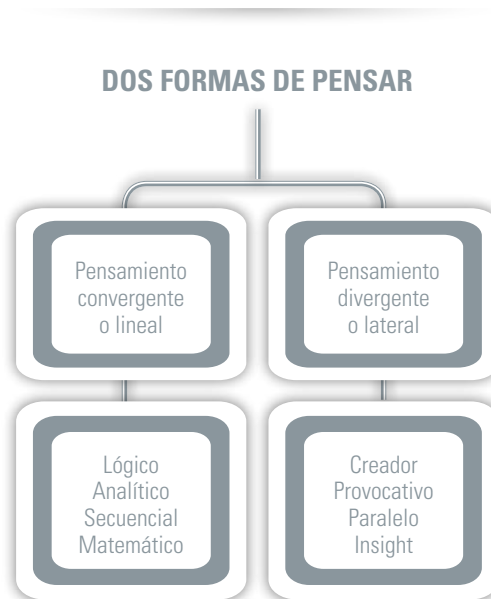 DOS FORMAS DE PENSAR
Pensamiento
convergente
o lineal
Pensamiento
divergente
o lateral
Lógico
Analítico
Secuencial
Matemático
Creador
Provocativo
Paralelo
Insight